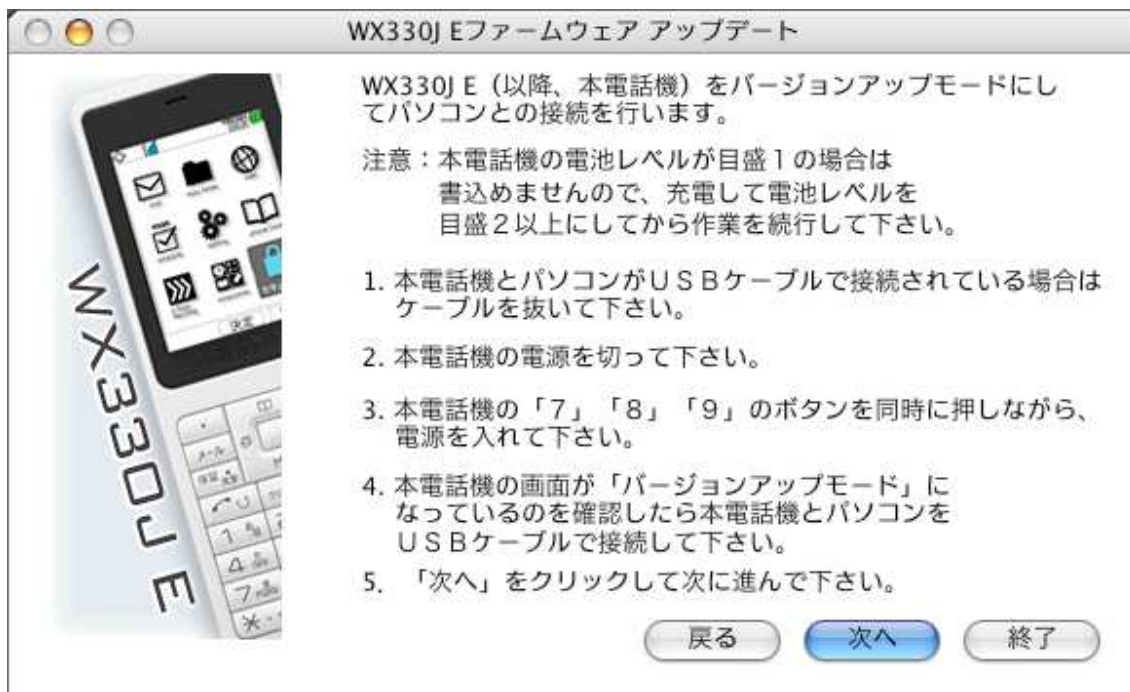 WX330J Eファームウェア アップデート
WX330J E（以降、本電話機）をバージョンアップモードにし
てパソコンとの接続を行います。
注意：本電話機の電池レベルが目盛１の場合は
書込めませんので、充電して電池レベルを
目盛２以上にしてから作業を続行して下さい。
1. 本電話機とパソコンがＵＳＢケーブルで接続されている場合は
ケーブルを抜いて下さい。
2. 本電話機の電源を切って下さい。
3. 本電話機の「７」「８」「９」のボタンを同時に押しながら、
電源を入れて下さい。
4. 本電話機の画面が「バージョンアップモード」に
なっているのを確認したら本電話機とパソコンを
ＵＳＢケーブルで接続して下さい。
5. 「次へ」をクリックして次に進んで下さい。
WX330J E
決定
メール
1
4
7
戻る
次へ
終了